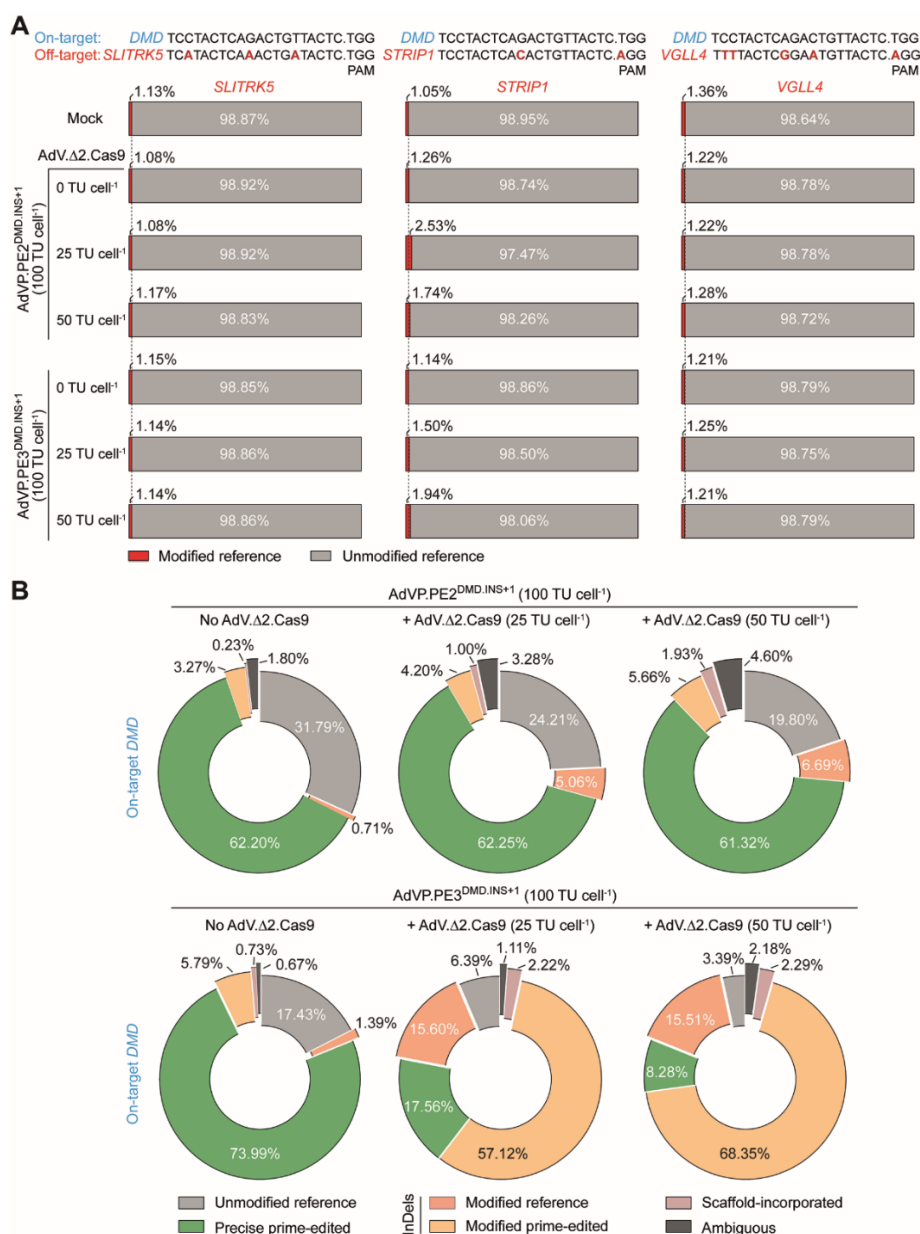 A
On-target: DMD TCCTACTCAGACTGTTACTC.TGG
Off-target: SLITRK5 TCATACTCAAACTGATACTC.TGG
PAM
DMD TCCTACTCAGACTGTTACTC.TGG
STRIP1 TCCTACTCACACTGTTACTC.AGG
PAM
DMD TCCTACTCAGACTGTTACTC.TGG
VGLL4 TTTTACTCGGAATGTTACTC.AGG
PAM
SLITRK5 STRIP1 VGLL4
1.13% 1.05% 1.36%
Mock 98.87% 98.95% 98.64%
AdV.Δ2.Cas9 1.08% 1.26% 1.22%
0 TU cell⁻¹ 98.92% 98.74% 98.78%
1.08% 2.53% 1.22%
25 TU cell⁻¹ 98.92% 97.47% 98.78%
1.17% 1.74% 1.28%
50 TU cell⁻¹ 98.83% 98.26% 98.72%
AdVP.PE2DMD.INS+1
(100 TU cell⁻¹)
1.15% 1.14% 1.21%
0 TU cell⁻¹ 98.85% 98.86% 98.79%
1.14% 1.50% 1.25%
25 TU cell⁻¹ 98.86% 98.50% 98.75%
1.14% 1.94% 1.21%
50 TU cell⁻¹ 98.86% 98.06% 98.79%
AdVP.PE3DMD.INS+1
(100 TU cell⁻¹)
Modified reference Unmodified reference
B
AdVP.PE2DMD.INS+1 (100 TU cell⁻¹)
No AdV.Δ2.Cas9 + AdV.Δ2.Cas9 (25 TU cell⁻¹) + AdV.Δ2.Cas9 (50 TU cell⁻¹)
On-target DMD
3.27% 0.23% 1.80% 31.79% 0.71% 62.20%
4.20% 1.00% 3.28% 24.21% 5.06% 62.25%
5.66% 1.93% 4.60% 19.80% 6.69% 61.32%
AdVP.PE3DMD.INS+1 (100 TU cell⁻¹)
No AdV.Δ2.Cas9 + AdV.Δ2.Cas9 (25 TU cell⁻¹) + AdV.Δ2.Cas9 (50 TU cell⁻¹)
On-target DMD
5.79% 0.73% 0.67% 17.43% 1.39% 73.99%
6.39% 1.11% 2.22% 15.60% 17.56% 57.12%
3.39% 2.18% 2.29% 15.51% 8.28% 68.35%
Unmodified reference
Precise prime-edited
InDels
Modified reference
Modified prime-edited
Scaffold-incorporated
Ambiguous